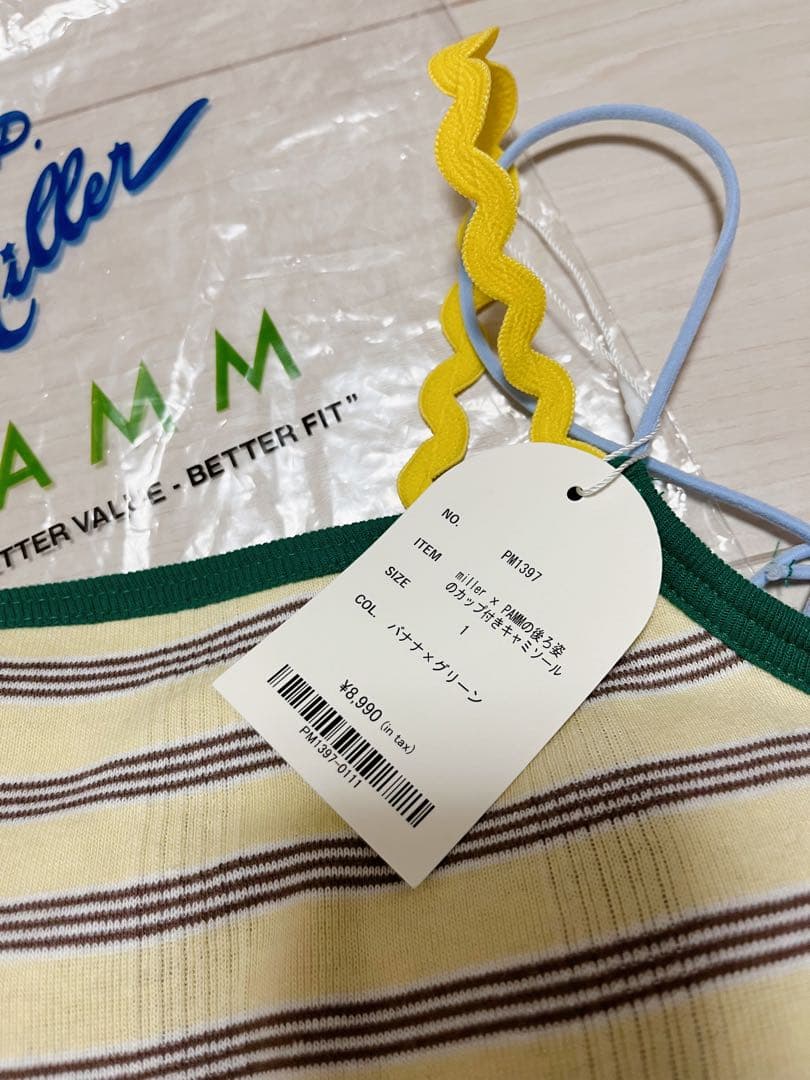 P.
Miller
AMM
ETTER VALUE - BETTER FIT"
NO. PM1397
ITEM miller × PAMMの後ろ姿
のカップ付きキャミソール
SIZE 1
COL. バナナ×グリーン
¥8,990 (in tax)
PM1397-0111